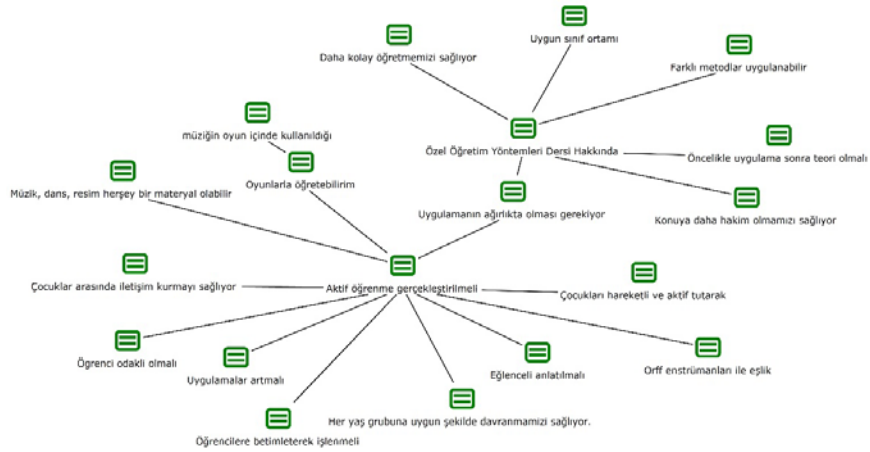 Uygun sınıf ortamı
Daha kolay öğretmemizi sağlıyor
Farklı metodlar uygulanabilir
müziğin oyun içinde kullanıldığı
Özel Öğretim Yöntemleri Dersi Hakkında
Öncelikle uygulama sonra teori olmalı
Oyunlarla öğretebilirim
Müzik, dans, resim herşey bir materyal olabilir
Uygulamanın ağırlıkta olması gerekiyor
Konuya daha hakim olmamızı sağlıyor
Çocuklar arasında iletişim kurmayı sağlıyor
Aktif öğrenme gerçekleştirilmeli
Çocukları hareketli ve aktif tutarak
Ögrenci odakli olmalı
Uygulamalar artmalı
Eğlenceli anlatılmalı
Orff enstrümanları ile eşlik
Her yaş grubuna uygun şekilde davranmamizi sağlıyor.
Öğrencilere betimleterek işlenmeli